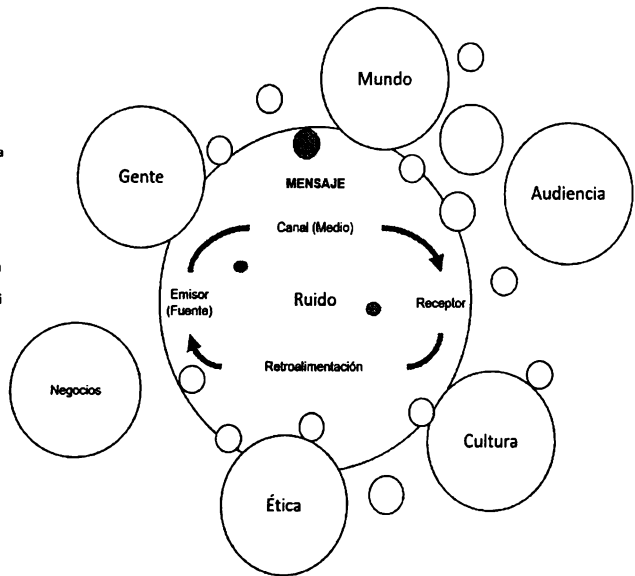 Mundo
Gente
Audiencia
MENSAJE
Canal (Medio)
Emisor
(Fuente)
Ruido
Receptor
Retroalimentación
Negocios
Cultura
Ética